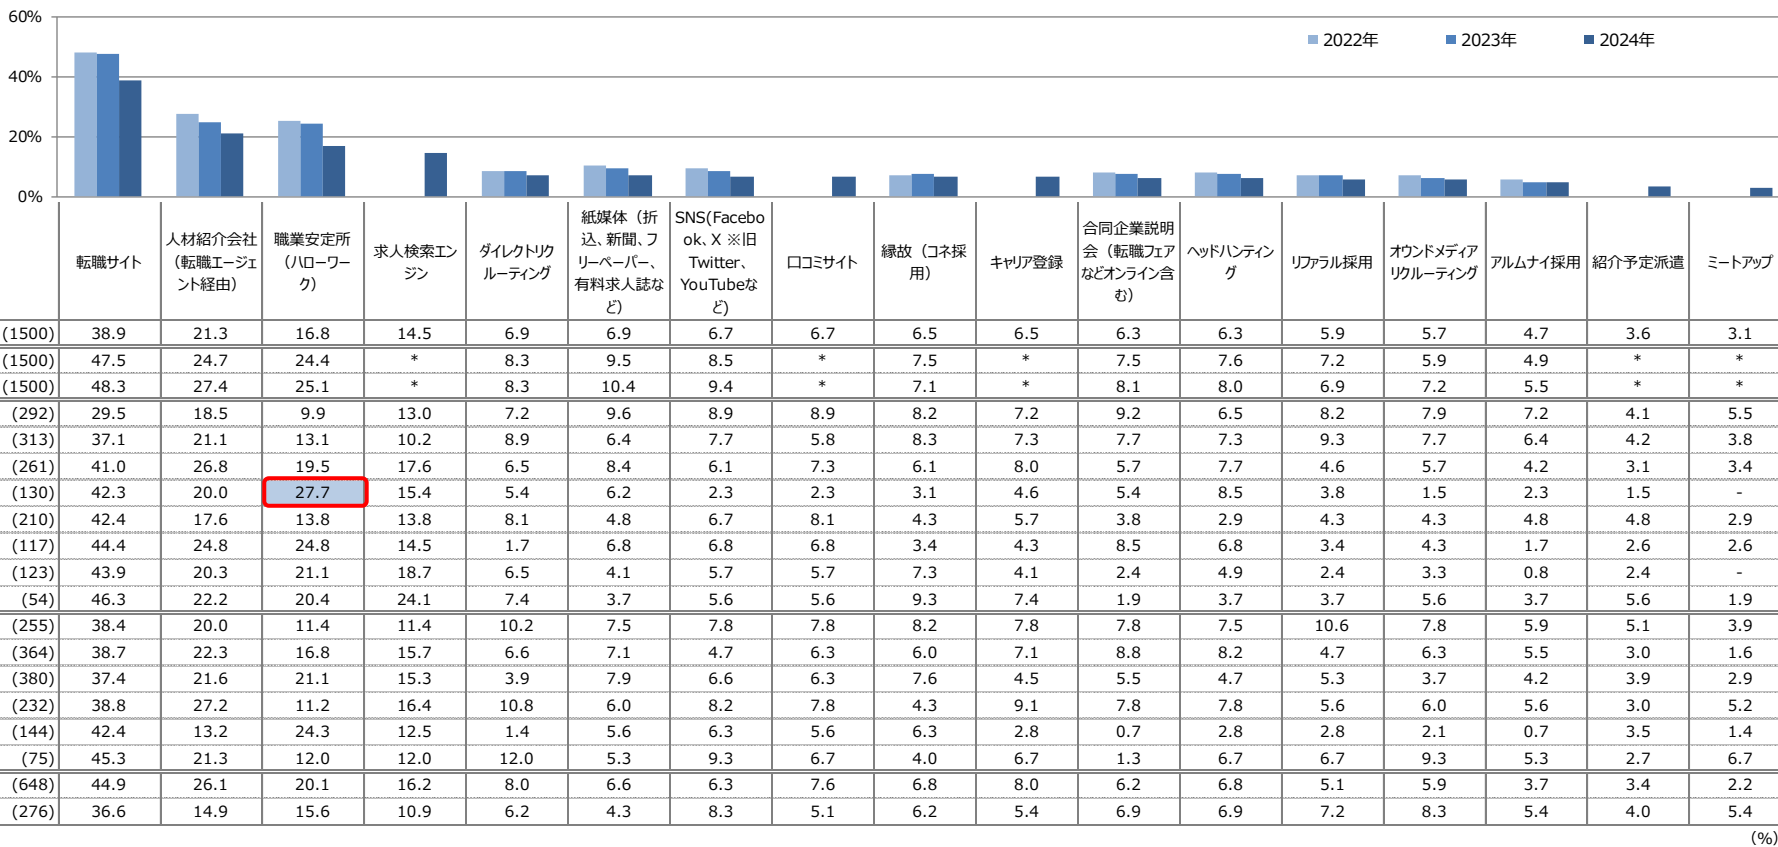 60%
2022年 2023年 2024年
40%
20%
0%
転職サイト
人材紹介会社
（転職エージェ
ント経由）
職業安定所
（ハローワー
ク）
求人検索エン
ジン
ダイレクトリク
ルーティング
紙媒体（折
込、新聞、フ
リーペーパー、
有料求人誌な
ど）
SNS(Facebo
ok、X ※旧
Twitter、
YouTubeな
ど）
口コミサイト
縁故（コネ採
用）
キャリア登録
合同企業説明
会（転職フェア
などオンライン含
む）
ヘッドハンティン
グ
リファラル採用
オウンドメディア
リクルーティング
アルムナイ採用
紹介予定派遣
ミートアップ
(1500) 38.9 21.3 16.8 14.5 6.9 6.9 6.7 6.7 6.5 6.5 6.3 6.3 5.9 5.7 4.7 3.6 3.1
(1500) 47.5 24.7 24.4 * 8.3 9.5 8.5 * 7.5 * 7.5 7.6 7.2 5.9 4.9 * *
(1500) 48.3 27.4 25.1 * 8.3 10.4 9.4 * 7.1 * 8.1 8.0 6.9 7.2 5.5 * *
(292) 29.5 18.5 9.9 13.0 7.2 9.6 8.9 8.9 8.2 7.2 9.2 6.5 8.2 7.9 7.2 4.1 5.5
(313) 37.1 21.1 13.1 10.2 8.9 6.4 7.7 5.8 8.3 7.3 7.7 7.3 9.3 7.7 6.4 4.2 3.8
(261) 41.0 26.8 19.5 17.6 6.5 8.4 6.1 7.3 6.1 8.0 5.7 7.7 4.6 5.7 4.2 3.1 3.4
(130) 42.3 20.0 27.7 15.4 5.4 6.2 2.3 2.3 3.1 4.6 5.4 8.5 3.8 1.5 2.3 1.5 -
(210) 42.4 17.6 13.8 13.8 8.1 4.8 6.7 8.1 4.3 5.7 3.8 2.9 4.3 4.3 4.8 4.8 2.9
(117) 44.4 24.8 24.8 14.5 1.7 6.8 6.8 6.8 3.4 4.3 8.5 6.8 3.4 4.3 1.7 2.6 2.6
(123) 43.9 20.3 21.1 18.7 6.5 4.1 5.7 5.7 7.3 4.1 2.4 4.9 2.4 3.3 0.8 2.4 -
(54) 46.3 22.2 20.4 24.1 7.4 3.7 5.6 5.6 9.3 7.4 1.9 3.7 3.7 5.6 3.7 5.6 1.9
(255) 38.4 20.0 11.4 11.4 10.2 7.5 7.8 7.8 8.2 7.8 7.8 7.5 10.6 7.8 5.9 5.1 3.9
(364) 38.7 22.3 16.8 15.7 6.6 7.1 4.7 6.3 6.0 7.1 8.8 8.2 4.7 6.3 5.5 3.0 1.6
(380) 37.4 21.6 21.1 15.3 3.9 7.9 6.6 6.3 7.6 4.5 5.5 4.7 5.3 3.7 4.2 3.9 2.9
(232) 38.8 27.2 11.2 16.4 10.8 6.0 8.2 7.8 4.3 9.1 7.8 7.8 5.6 6.0 5.6 3.0 5.2
(144) 42.4 13.2 24.3 12.5 1.4 5.6 6.3 5.6 6.3 2.8 0.7 2.8 2.8 2.1 0.7 3.5 1.4
(75) 45.3 21.3 12.0 12.0 12.0 5.3 9.3 6.7 4.0 6.7 1.3 6.7 6.7 9.3 5.3 2.7 6.7
(648) 44.9 26.1 20.1 16.2 8.0 6.6 6.3 7.6 6.8 8.0 6.2 6.8 5.1 5.9 3.7 3.4 2.2
(276) 36.6 14.9 15.6 10.9 6.2 4.3 8.3 5.1 6.2 5.4 6.9 6.9 7.2 8.3 5.4 4.0 5.4
(%)